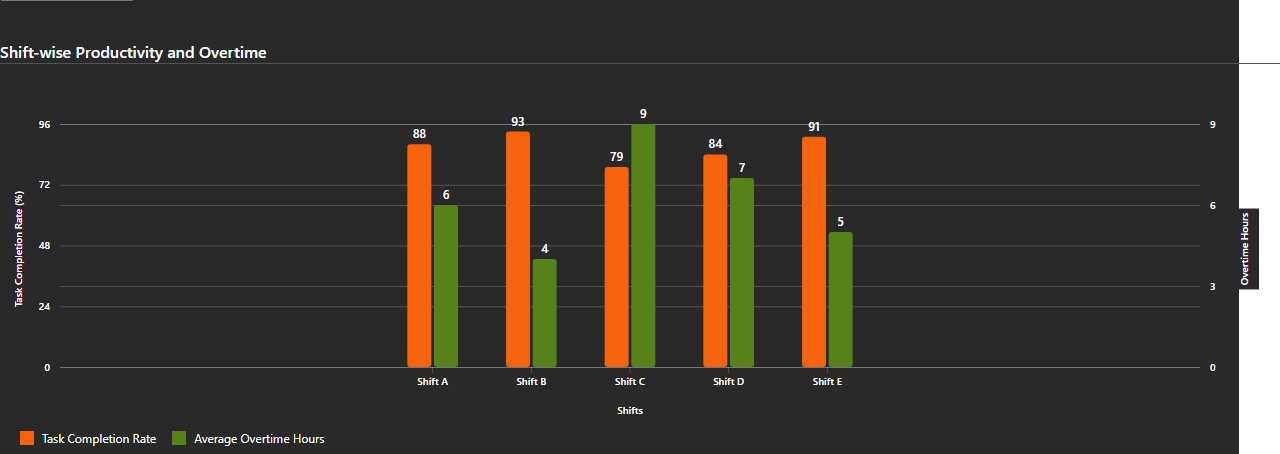 Shift-wise Productivity and Overtime
96
72
48
24
0
Task Completion Rate (%)
88
6
93
4
79
9
84
7
91
5
9
6
3
0
Overtime Hours
Shift A
Shift B
Shift C
Shift D
Shift E
Shifts
Task Completion Rate
Average Overtime Hours